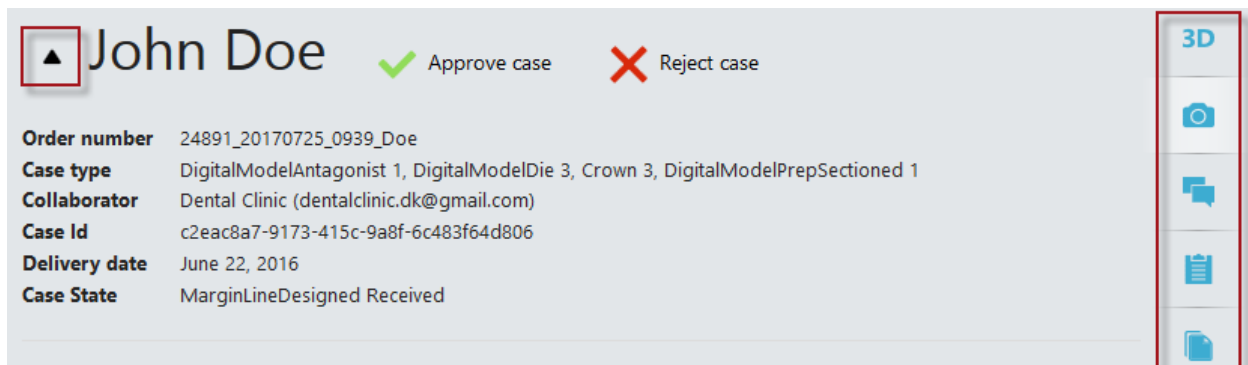 John Doe Approve case Reject case 3D
Order number 24891_20170725_0939_Doe
Case type DigitalModelAntagonist 1, DigitalModelDie 3, Crown 3, DigitalModelPrepSectioned 1
Collaborator Dental Clinic (dentalclinic.dk@gmail.com)
Case Id c2eac8a7-9173-415c-9a8f-6c483f64d806
Delivery date June 22, 2016
Case State MarginLineDesigned Received